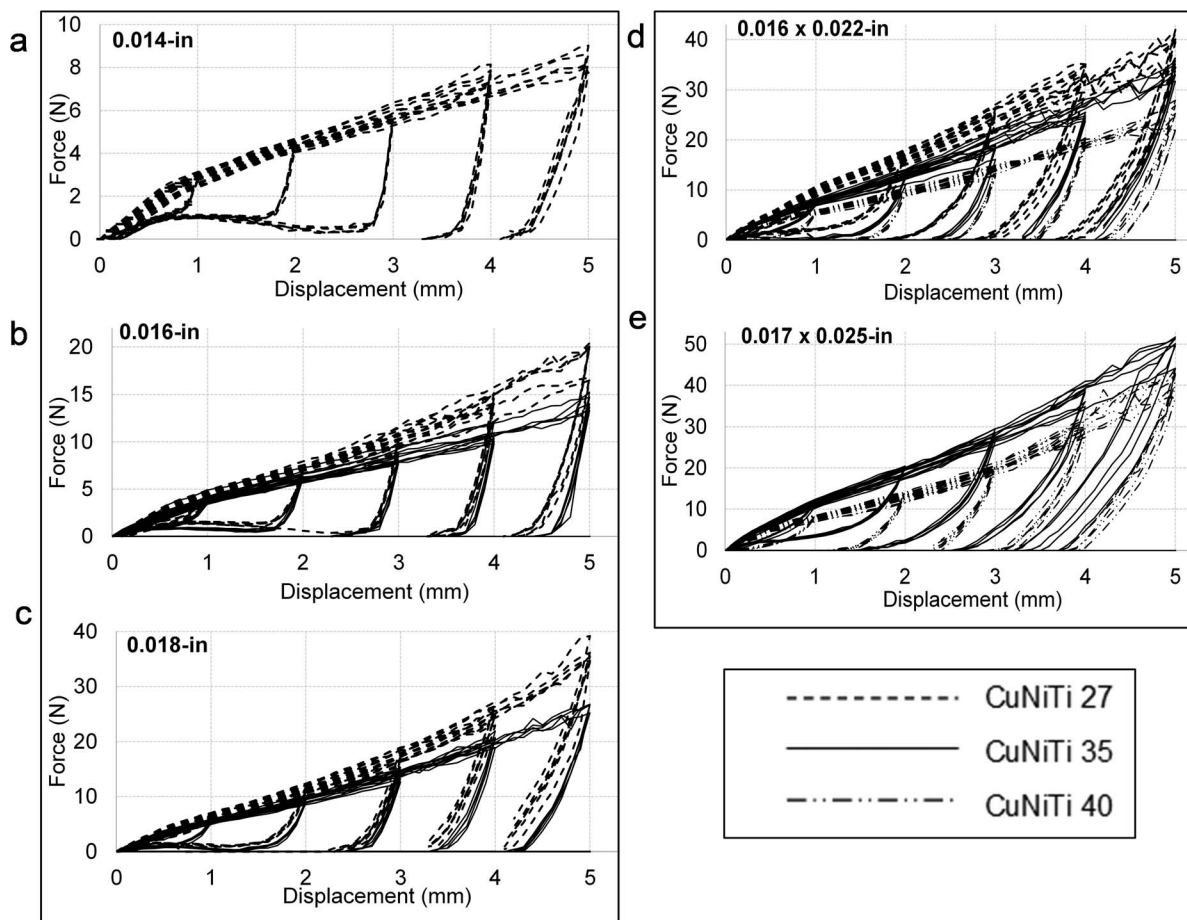 a
0.014-in
Force (N)
10
8
6
4
2
0
0 1 2 3 4 5
Displacement (mm)
b
0.016-in
Force (N)
20
15
10
5
0
0 1 2 3 4 5
Displacement (mm)
c
0.018-in
Force (N)
40
30
20
10
0
0 1 2 3 4 5
Displacement (mm)
d
0.016 x 0.022-in
Force (N)
40
30
20
10
0
0 1 2 3 4 5
Displacement (mm)
e
0.017 x 0.025-in
Force (N)
50
40
30
20
10
0
0 1 2 3 4 5
Displacement (mm)
CuNiTi 27
CuNiTi 35
CuNiTi 40